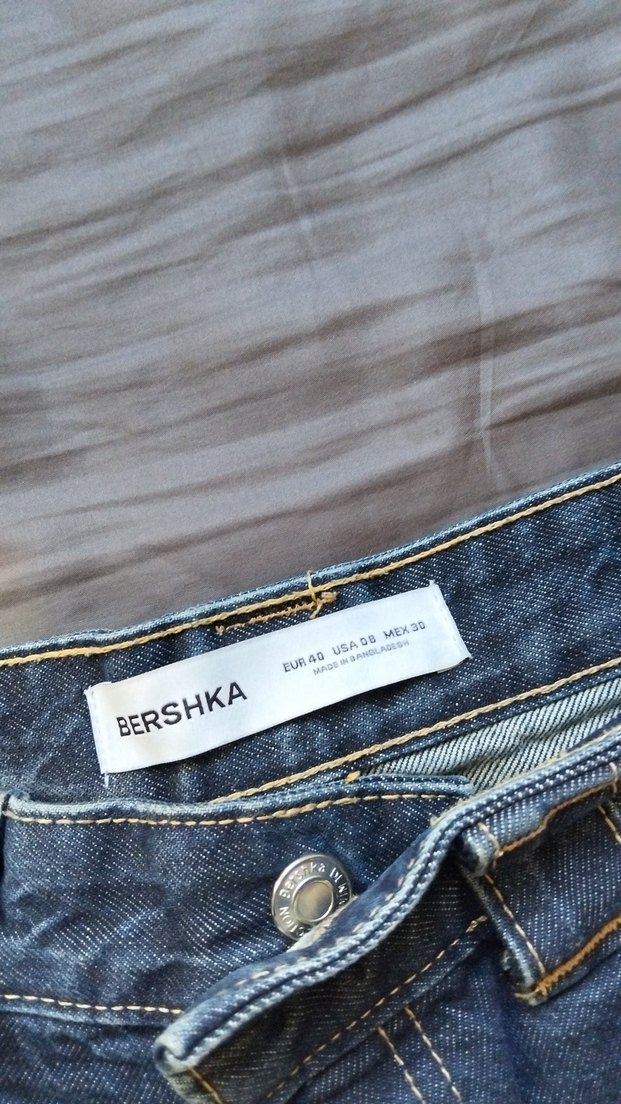 BERSHKA
EUR 40 USA 08 MEX 30
MADE IN BANGLADESH
Bershka